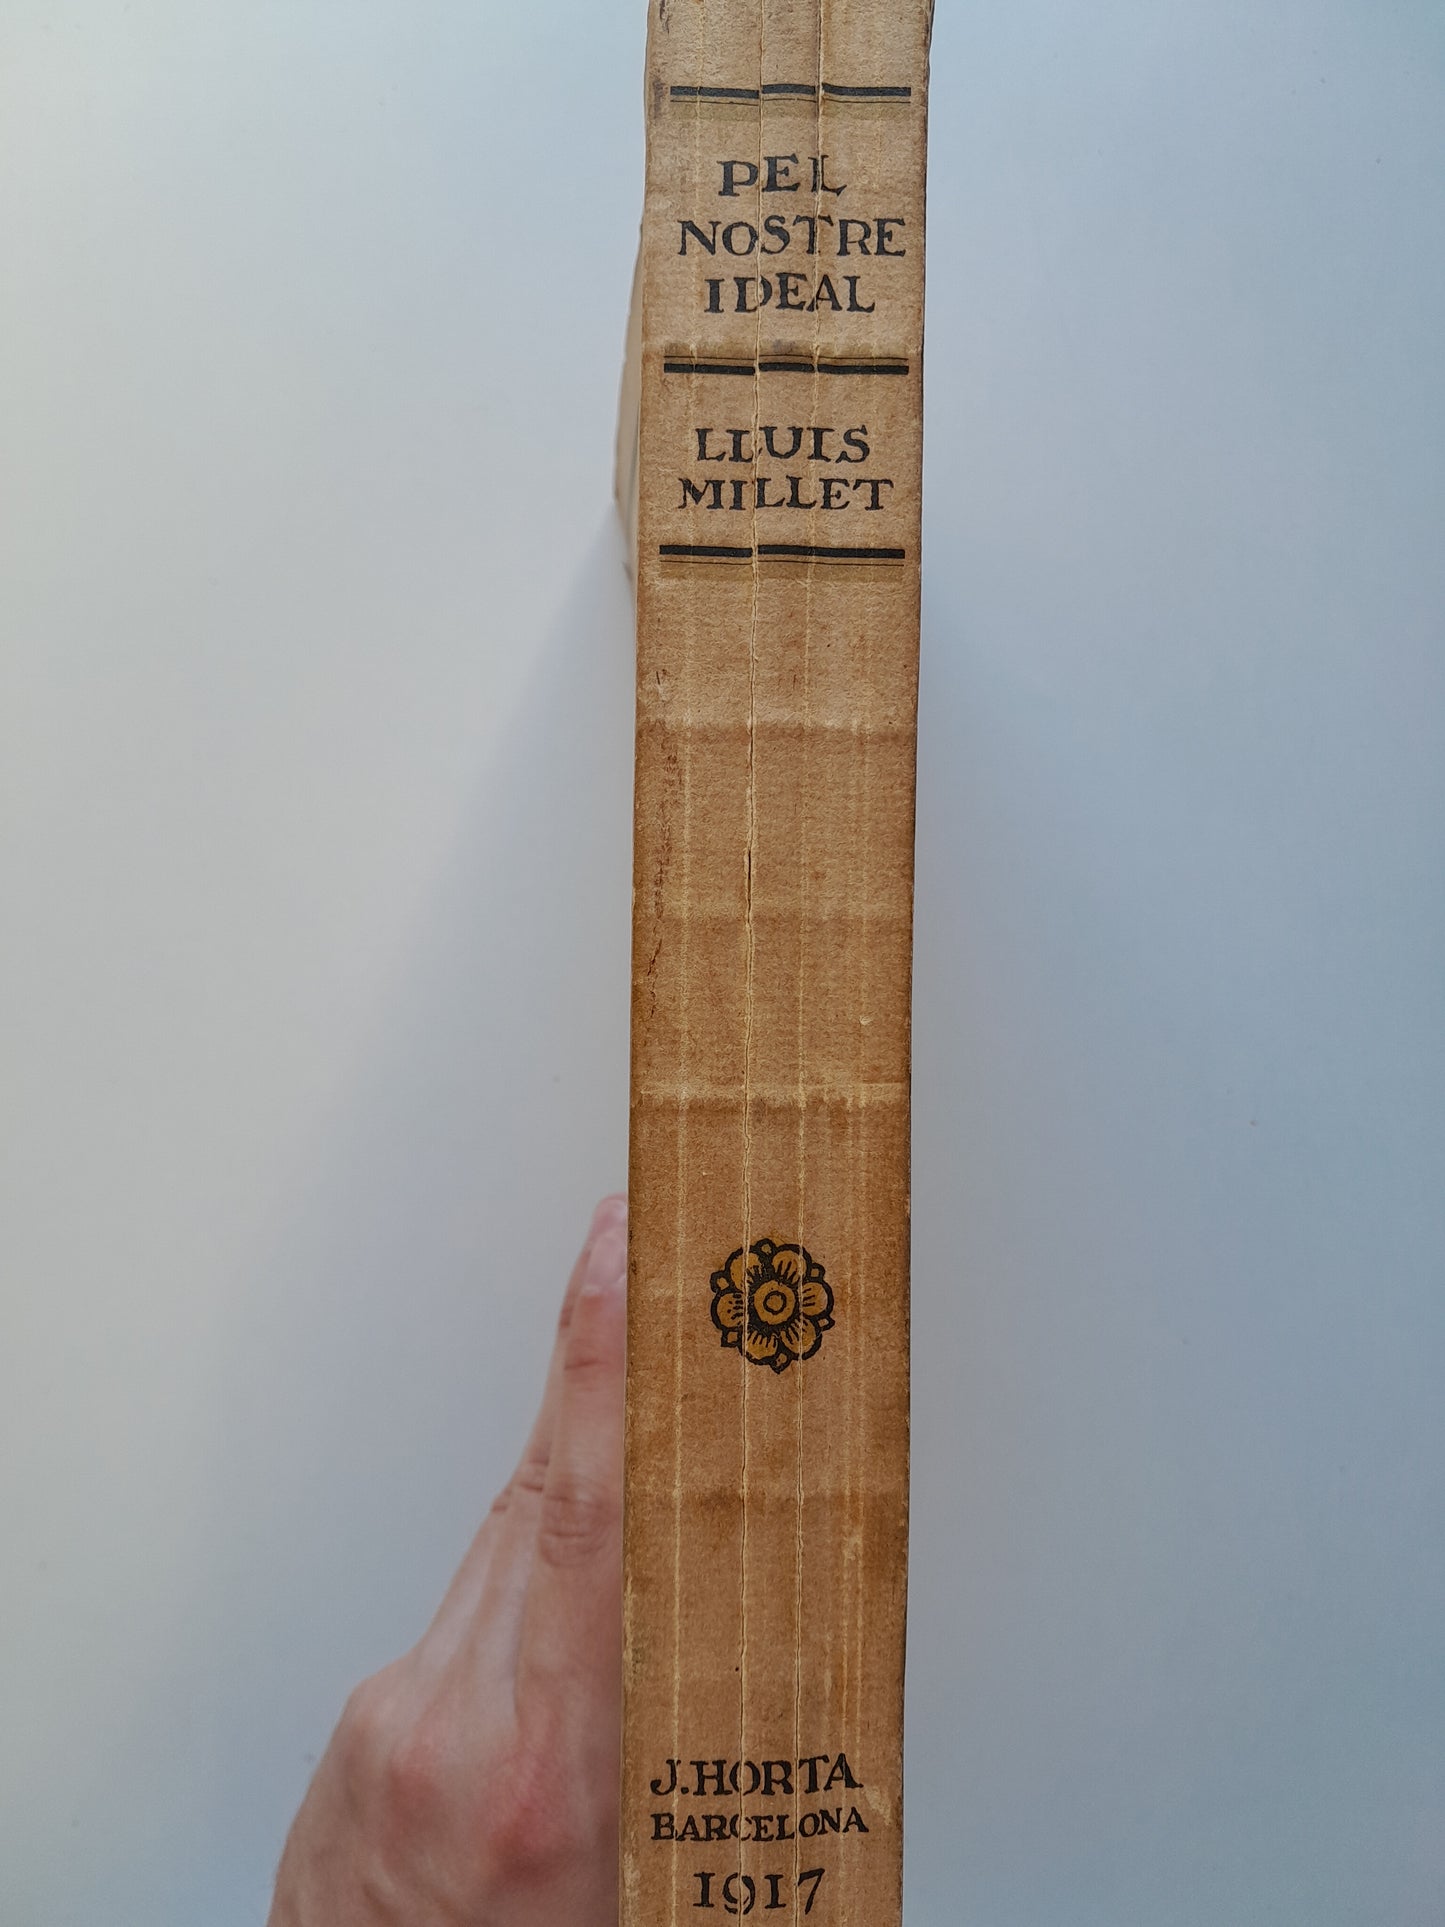 PEL
NOSTRE
IDEAL
LLUIS
MILLET
J. HORTA
BARCELONA
1917